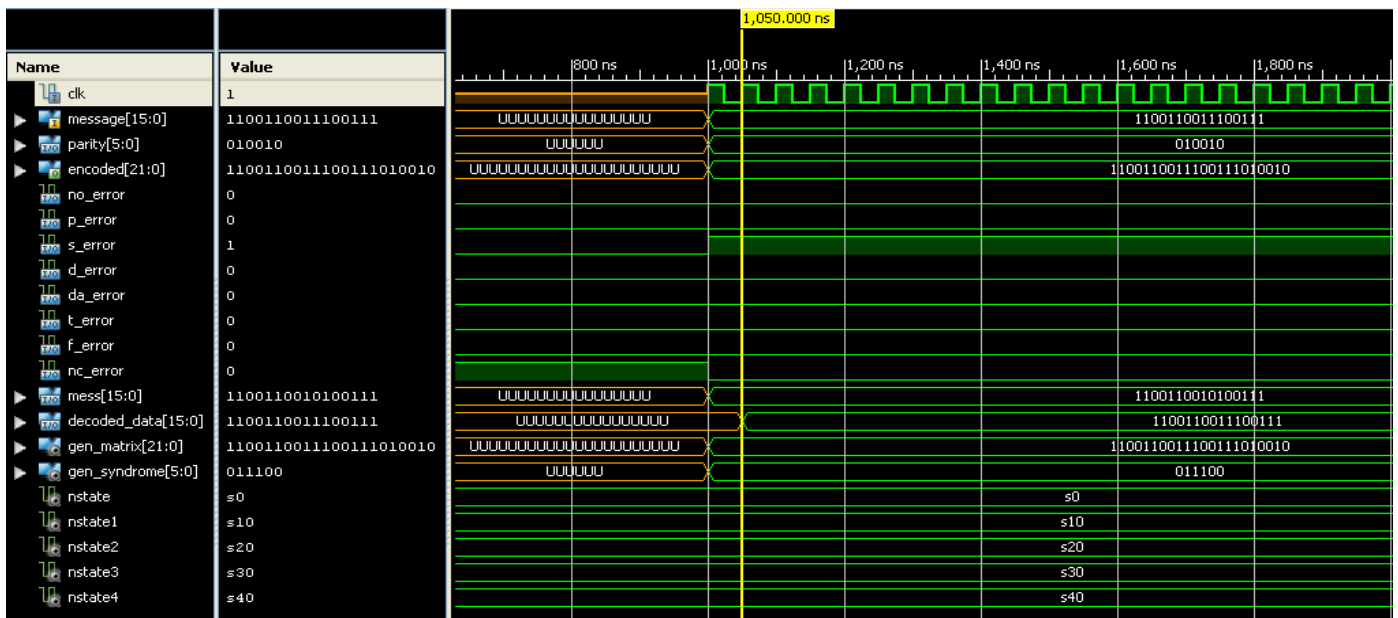 1,050.000 ns
Name Value 800 ns 1,000 ns 1,200 ns 1,400 ns 1,600 ns 1,800 ns
clk 1
message[15:0] 1100110011100111 UUUUUUUUUUUUUUUU 1100110011100111
parity[5:0] 010010 UUUUUU 010010
encoded[21:0] 1100110011100111010010 UUUUUUUUUUUUUUUUUUUUUU 1100110011100111010010
no_error 0
p_error 0
s_error 1
d_error 0
da_error 0
t_error 0
f_error 0
nc_error 0
mess[15:0] 1100110010100111 UUUUUUUUUUUUUUUU 1100110010100111
decoded_data[15:0] 1100110011100111 UUUUUUUUUUUUUUUU 1100110011100111
gen_matrix[21:0] 1100110011100111010010 UUUUUUUUUUUUUUUUUUUUUU 1100110011100111010010
gen_syndrome[5:0] 011100 UUUUUU 011100
nstate s0 s0
nstate1 s10 s10
nstate2 s20 s20
nstate3 s30 s30
nstate4 s40 s40